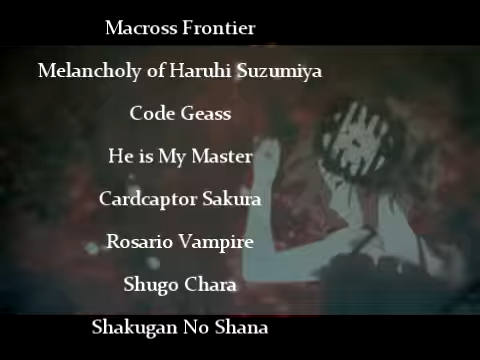 Macross Frontier
Melancholy of Haruhi Suzumiya
Code Geass
He is My Master
Cardcaptor Sakura
Rosario Vampire
Shugo Chara
Shakugan No Shana